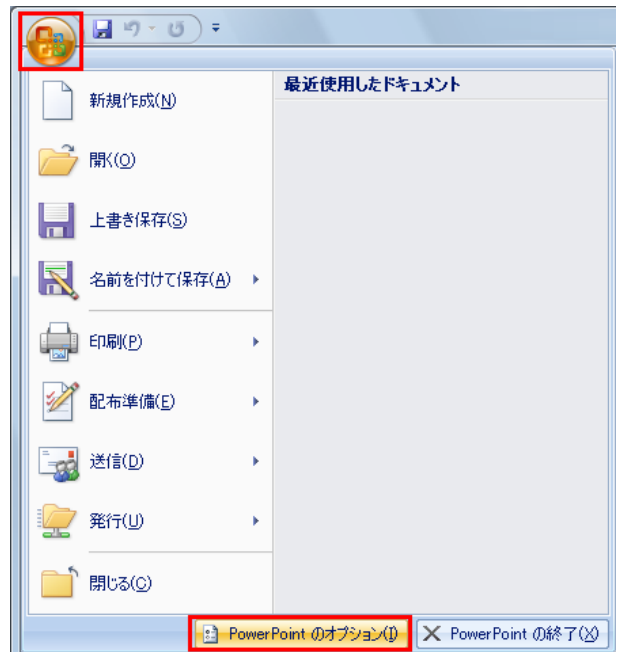 最近使用したドキュメント
新規作成(N)
開く(O)
上書き保存(S)
名前を付けて保存(A)
印刷(P)
配布準備(E)
送信(D)
発行(U)
閉じる(C)
PowerPoint のオプション(I)
PowerPoint の終了(X)